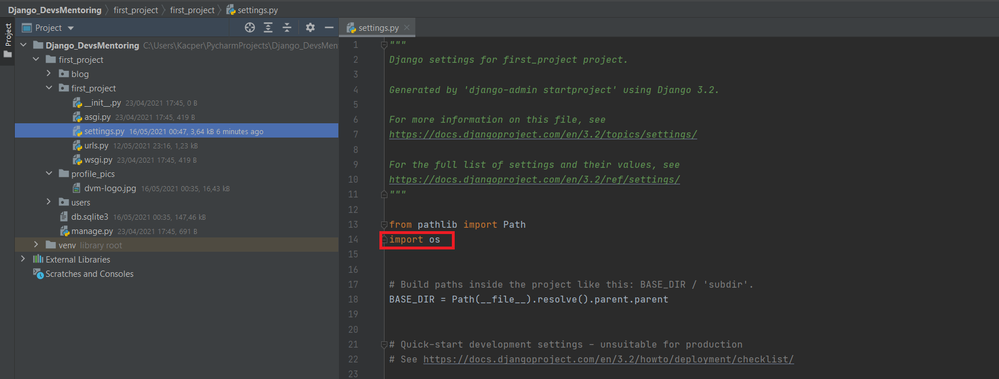 Django_DevsMentoring > first_project > first_project > settings.py
Project
Project
settings.py
Django_DevsMentoring C:\Users\Kacper\PycharmProjects\Django_DevsMen
first_project
blog
first_project
__init__.py 23/04/2021 17:45, 0 B
asgi.py 23/04/2021 17:45, 419 B
settings.py 16/05/2021 00:47, 3,64 kB 6 minutes ago
urls.py 12/05/2021 23:16, 1,23 kB
wsgi.py 23/04/2021 17:45, 419 B
profile_pics
dvm-logo.jpg 16/05/2021 00:35, 16,43 kB
users
db.sqlite3 16/05/2021 00:35, 147,46 kB
manage.py 23/04/2021 17:45, 691 B
venv library root
External Libraries
Scratches and Consoles
1 """
2 Django settings for first_project project.
3
4 Generated by 'django-admin startproject' using Django 3.2.
5
6 For more information on this file, see
7 https://docs.djangoproject.com/en/3.2/topics/settings/
8
9 For the full list of settings and their values, see
10 https://docs.djangoproject.com/en/3.2/ref/settings/
11 """
12
13 from pathlib import Path
14 import os
15
16
17 # Build paths inside the project like this: BASE_DIR / 'subdir'.
18 BASE_DIR = Path(__file__).resolve().parent.parent
19
20
21 # Quick-start development settings - unsuitable for production
22 # See https://docs.djangoproject.com/en/3.2/howto/deployment/checklist/
23